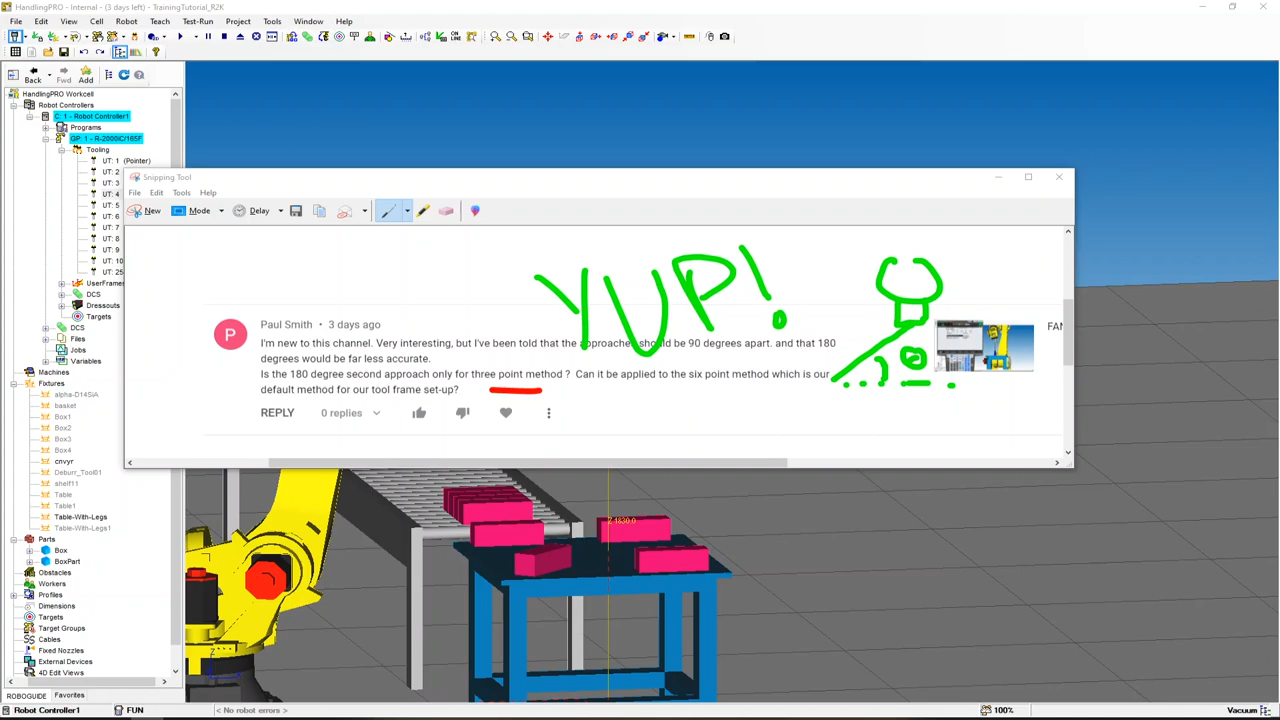 HandlingPRO - Internal - (3 days left) - TrainingTutorial_R2K
File Edit View Cell Robot Teach Test-Run Project Tools Window Help
ON LINE
Back Fwd Add
HandlingPRO Workcell
Robot Controllers
C: 1 - Robot Controller1
Programs
GP: 1 - R-2000iC/165F
Tooling
UT: 1 (Pointer)
UT: 2
UT: 3
UT: 4
UT: 5
UT: 6
UT: 7
UT: 8
UT: 9
UT: 10
UT: 25
UserFrames
DCS
Dressouts
Targets
DCS
Files
Jobs
Variables
Machines
Fixtures
alpha-D14SiA
basket
Box1
Box2
Box3
Box4
cnvyr
Deburr_Tool01
shelf11
Table
Table1
Table-With-Legs
Table-With-Legs1
Parts
Box
BoxPart
Obstacles
Workers
Profiles
Dimensions
Targets
Target Groups
Cables
Fixed Nozzles
External Devices
4D Edit Views
ROBOGUIDE Favorites
Robot Controller1 FUN < No robot errors > 100% Vacuum
Snipping Tool
File Edit Tools Help
New Mode Delay
YUP!
P
Paul Smith • 3 days ago
I'm new to this channel. Very interesting, but I've been told that the approaches should be 90 degrees apart. and that 180
degrees would be far less accurate.
Is the 180 degree second approach only for three point method ? Can it be applied to the six point method which is our
default method for our tool frame set-up?
REPLY 0 replies
FAN
Z 1830.0
Z